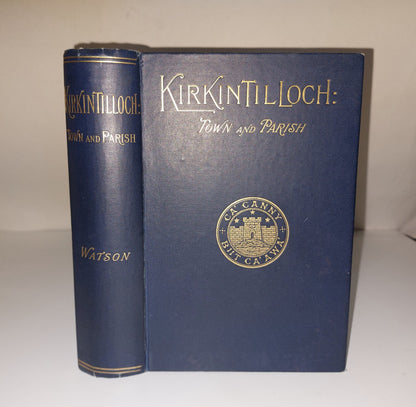 KIRKINTILLOCH:
TOWN AND PARISH
WATSON
KIRKINTILLOCH:
TOWN AND PARISH
CA' CANNY
BUT CA' AWA